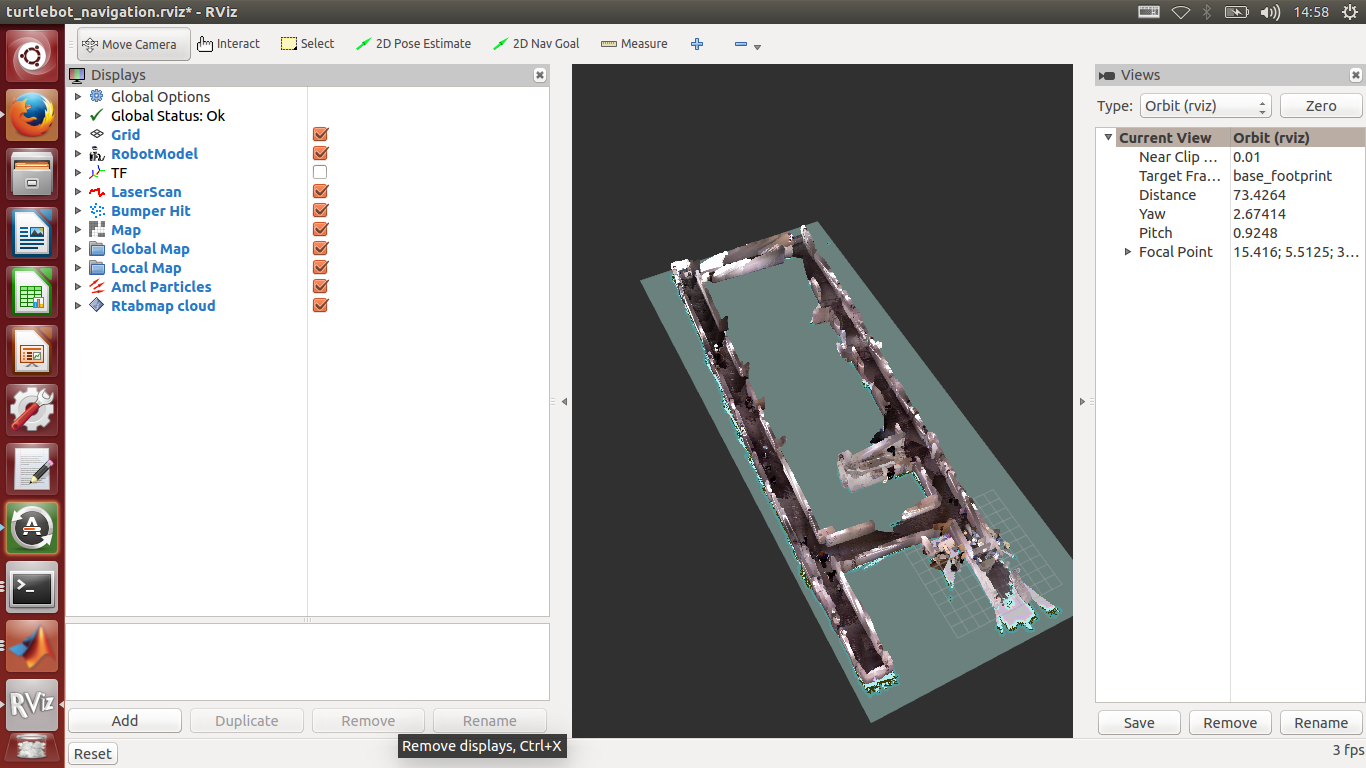 turtlebot_navigation.rviz* - RViz
14:58
Move Camera
Interact
Select
2D Pose Estimate
2D Nav Goal
Measure
Displays
Global Options
Global Status: Ok
Grid
RobotModel
TF
LaserScan
Bumper Hit
Map
Global Map
Local Map
Amcl Particles
Rtabmap cloud
Add
Duplicate
Remove
Rename
Remove displays, Ctrl+X
Reset
RViz
Views
Type: Orbit (rviz)
Zero
Current View Orbit (rviz)
Near Clip ... 0.01
Target Fra... base_footprint
Distance 73.4264
Yaw 2.67414
Pitch 0.9248
Focal Point 15.416; 5.5125; 3...
Save
Remove
Rename
3 fps